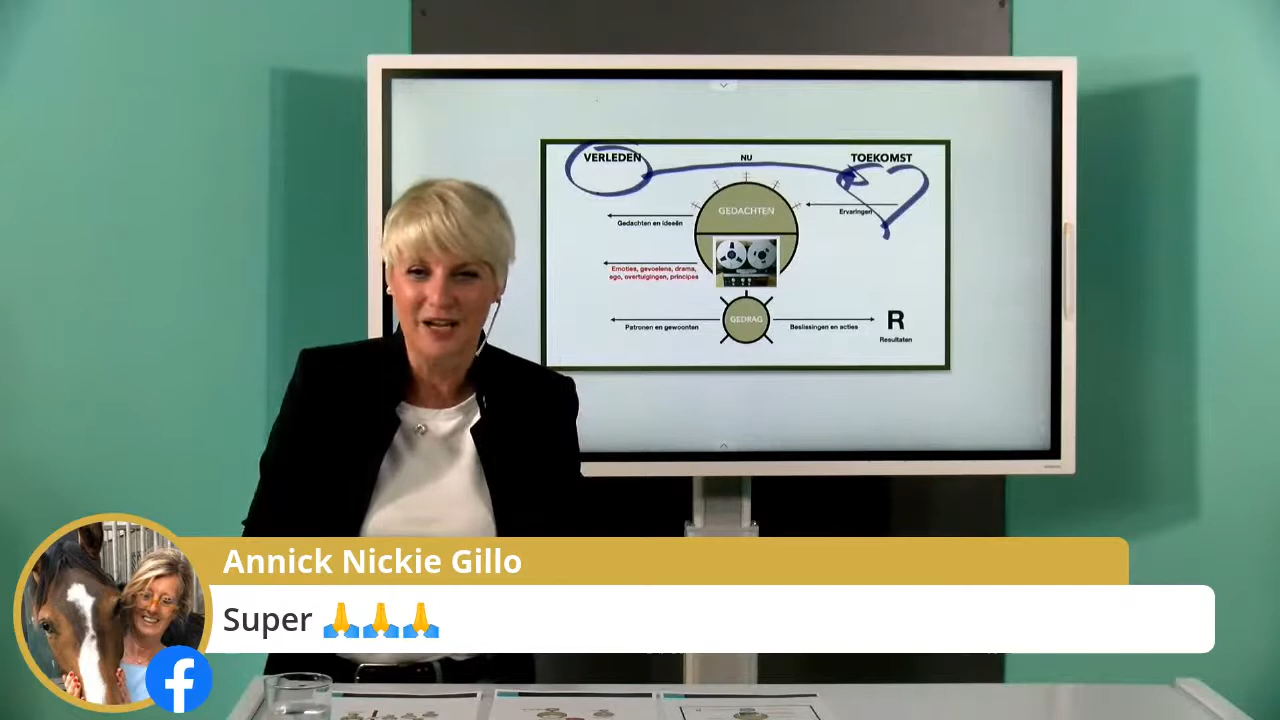 VERLEDEN
NU
TOEKOMST
GEDACHTEN
Gedachten en ideeën
Ervaringen
Emoties, gevoelens, drama,
ego, overtuigingen, principes
GEDRAG
Patronen en gewoonten
Beslissingen en acties
R
Resultaten
Annick Nickie Gillo
Super 🙏🙏🙏